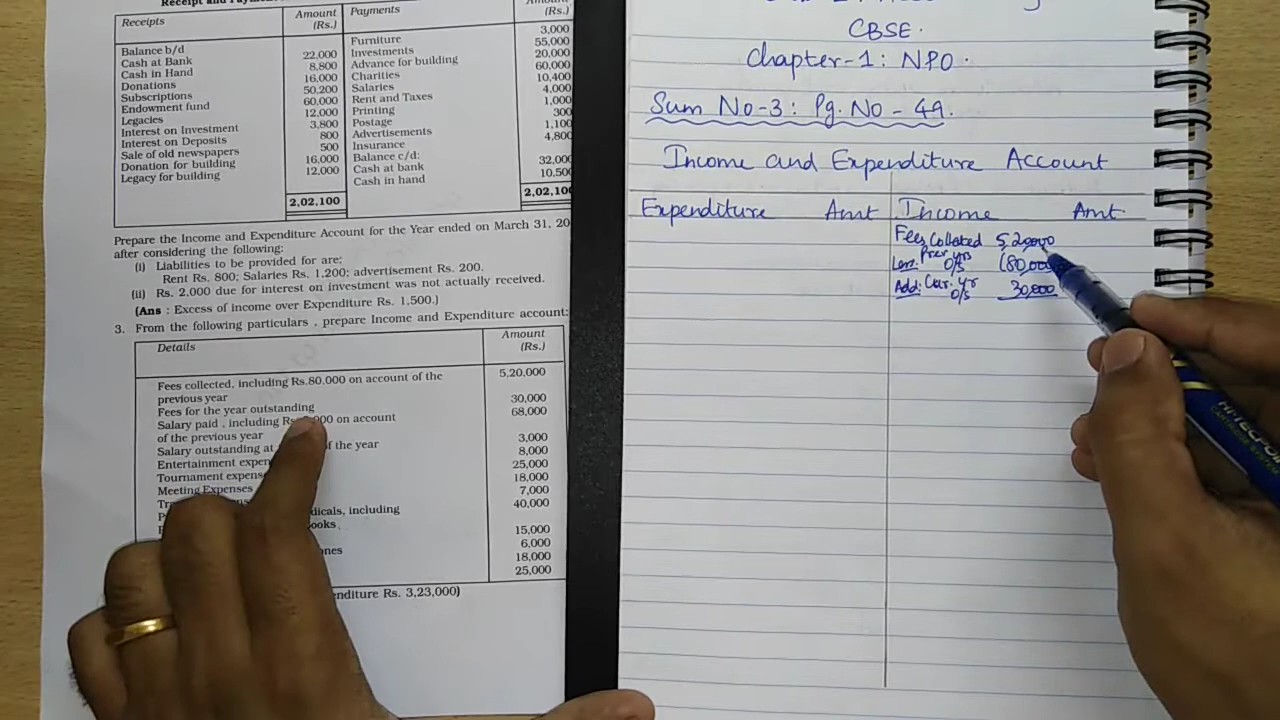 Receipts Amount (Rs.) Payments (Rs.)
Balance b/d Furniture 3,000
Cash at Bank 22,000 Investments 55,000
Cash in Hand 8,800 Advance for building 20,000
Donations 16,000 Charities 60,000
Subscriptions 50,200 Salaries 10,400
Endowment fund 60,000 Rent and Taxes 4,000
Legacies 12,000 Printing 1,000
Interest on Investment 3,800 Postage 300
Interest on Deposits 800 Advertisements 1,100
Sale of old newspapers 500 Insurance 4,800
Donation for building 16,000 Balance c/d:
Legacy for building 12,000 Cash at bank 32,000
Cash in hand 10,500
2,02,100 2,02,100
Prepare the Income and Expenditure Account for the Year ended on March 31, 20
after considering the following:
(i) Liabilities to be provided for are:
Rent Rs. 800; Salaries Rs. 1,200; advertisement Rs. 200.
(ii) Rs. 2,000 due for interest on investment was not actually received.
(Ans : Excess of income over Expenditure Rs. 1,500.)
3. From the following particulars , prepare Income and Expenditure account:
Details Amount (Rs.)
Fees collected, including Rs.80,000 on account of the 5,20,000
previous year
Fees for the year outstanding 30,000
Salary paid , including Rs. 000 on account 68,000
of the previous year
Salary outstanding at of the year 3,000
Entertainment 8,000
Tournament 25,000
Meeting Expenses 18,000
7,000
dicals, including 40,000
ooks
15,000
ones 6,000
18,000
25,000
nditure Rs. 3,23,000)
CBSE.
Chapter-1: NPO.
Sum No-3: Pg. No - 49.
Income and Expenditure Account
Expenditure Amt Income Amt.
Fees Collected 5,20,000
Less: Prev yrs O/S (80,000
Add: Curr. yr O/S 30,000